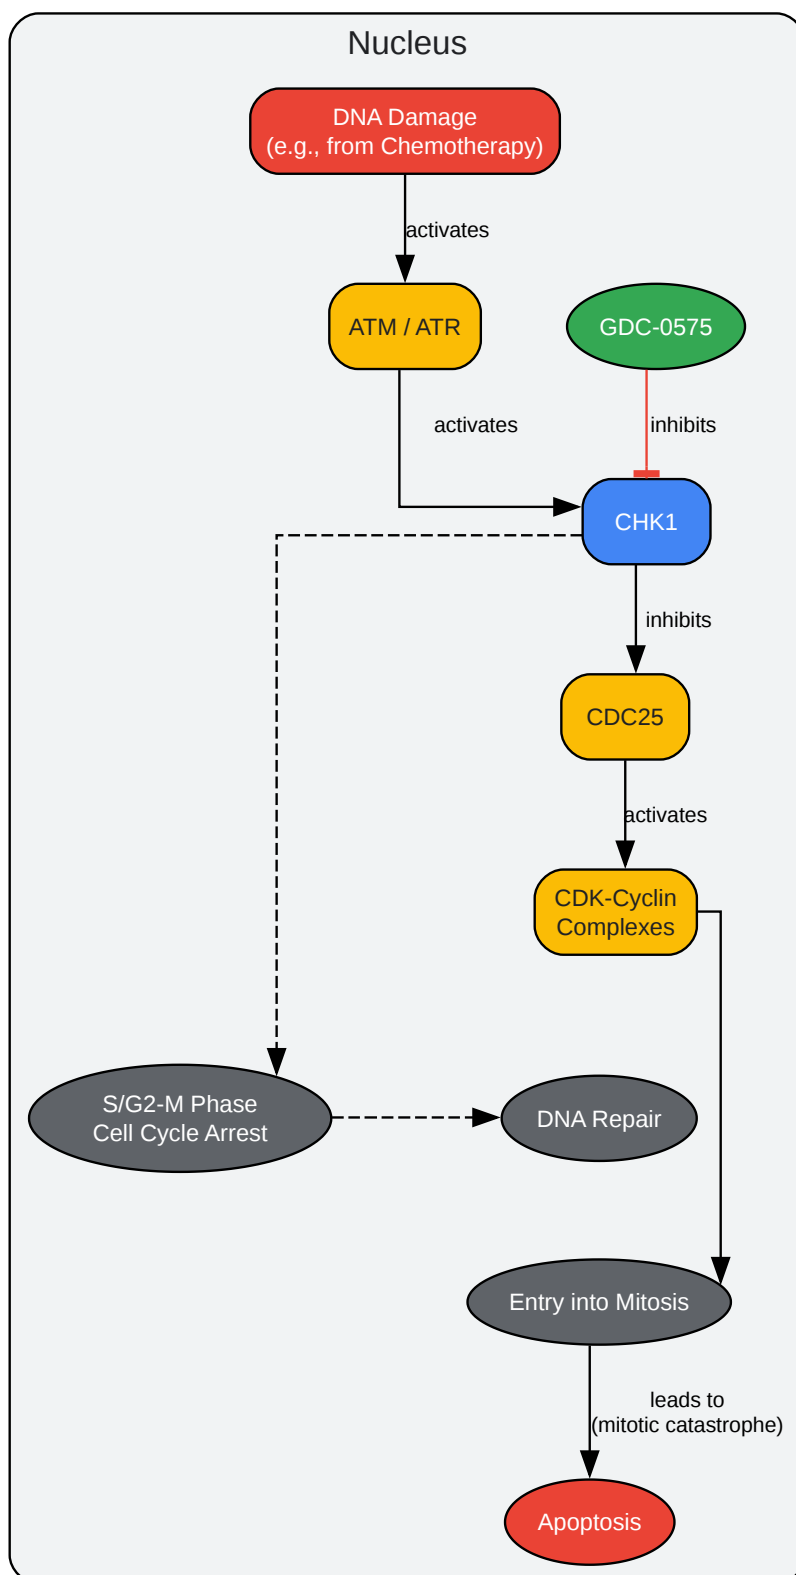 Nucleus
DNA Damage
(e.g., from Chemotherapy)
activates
ATM / ATR
GDC-0575
activates
inhibits
CHK1
inhibits
CDC25
activates
CDK-Cyclin
Complexes
S/G2-M Phase
Cell Cycle Arrest
DNA Repair
Entry into Mitosis
leads to
(mitotic catastrophe)
Apoptosis